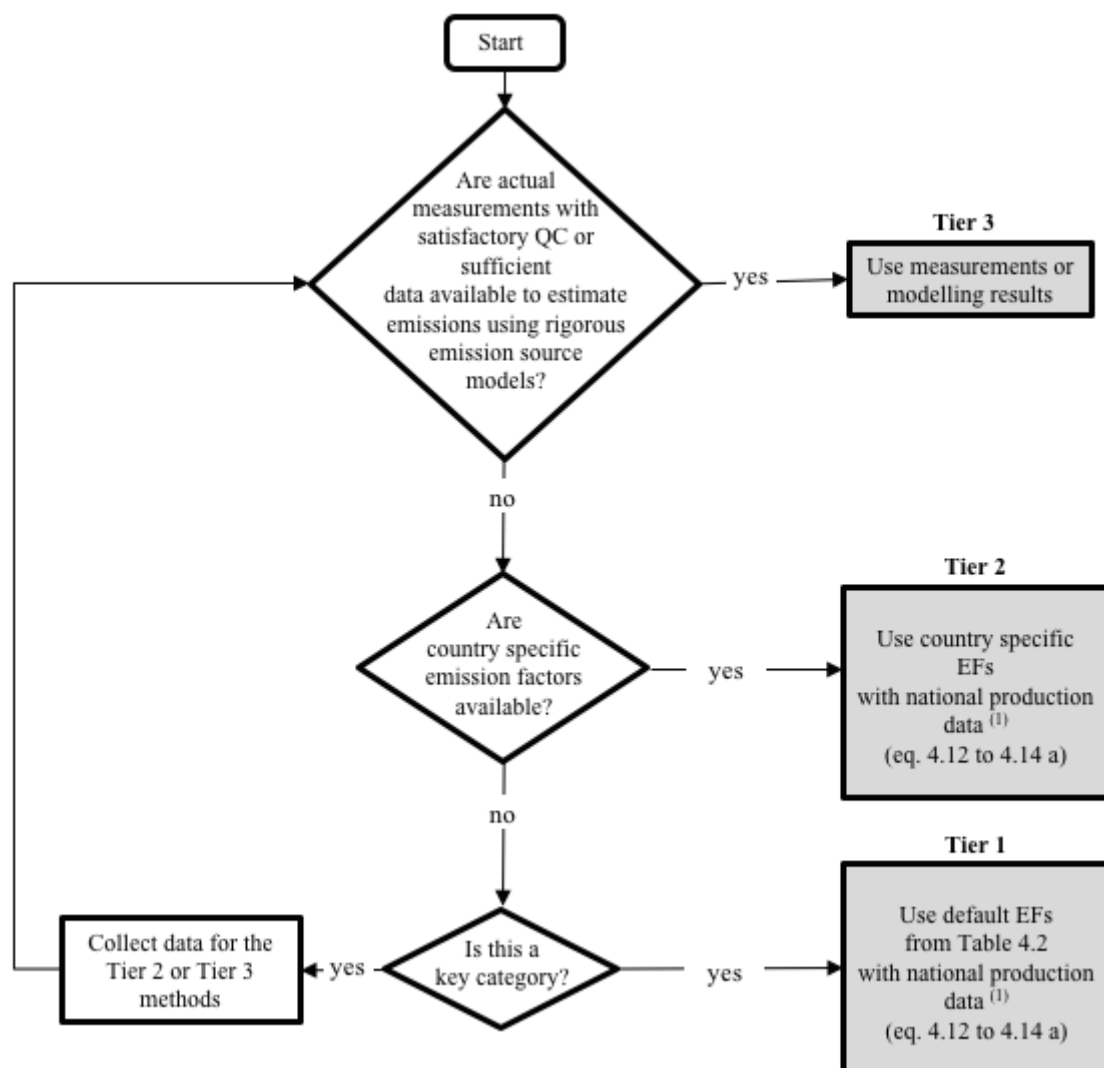 Start
Are actual
measurements with
satisfactory QC or
sufficient
data available to estimate
emissions using rigorous
emission source
models?
yes
Tier 3
Use measurements or
modelling results
no
Are
country specific
emission factors
available?
yes
Tier 2
Use country specific
EFs
with national production
data (1)
(eq. 4.12 to 4.14 a)
no
Is this a
key category?
yes
Collect data for the
Tier 2 or Tier 3
methods
yes
Tier 1
Use default EFs
from Table 4.2
with national production
data (1)
(eq. 4.12 to 4.14 a)